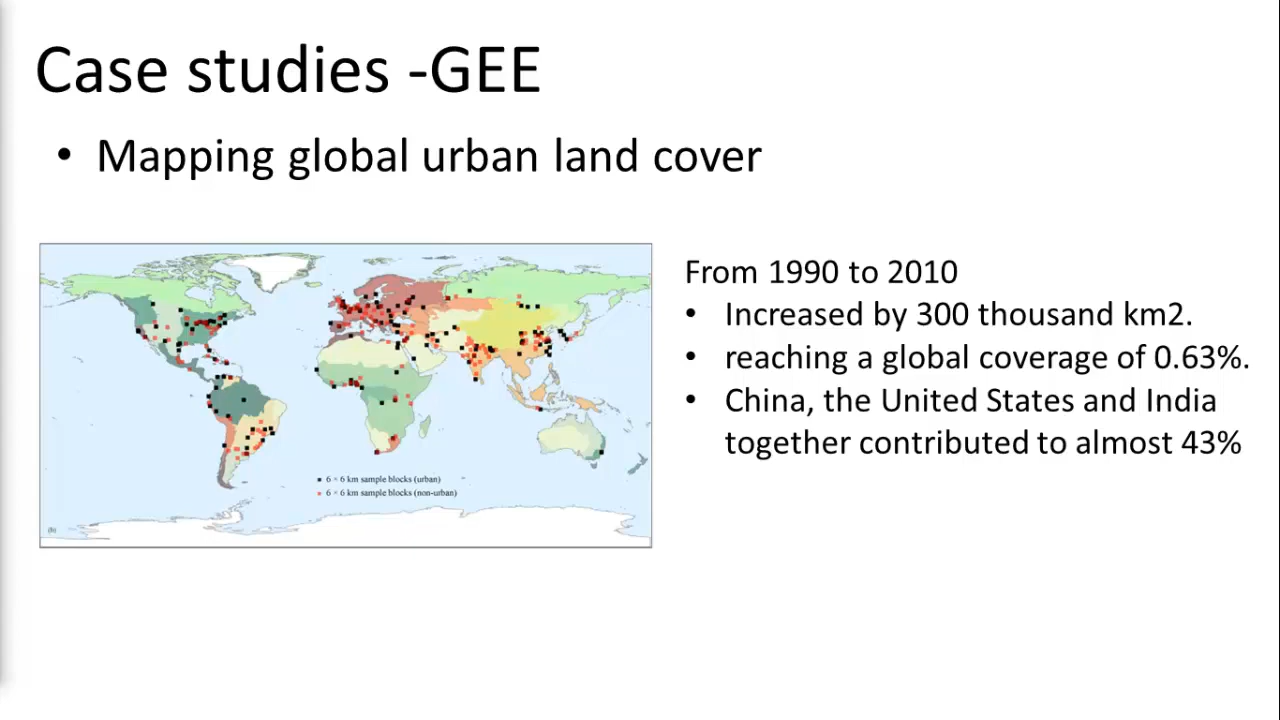 Case studies -GEE
• Mapping global urban land cover
From 1990 to 2010
• Increased by 300 thousand km2.
• reaching a global coverage of 0.63%.
• China, the United States and India
together contributed to almost 43%
6 × 6 km sample blocks (urban)
6 × 6 km sample blocks (non-urban)
(b)